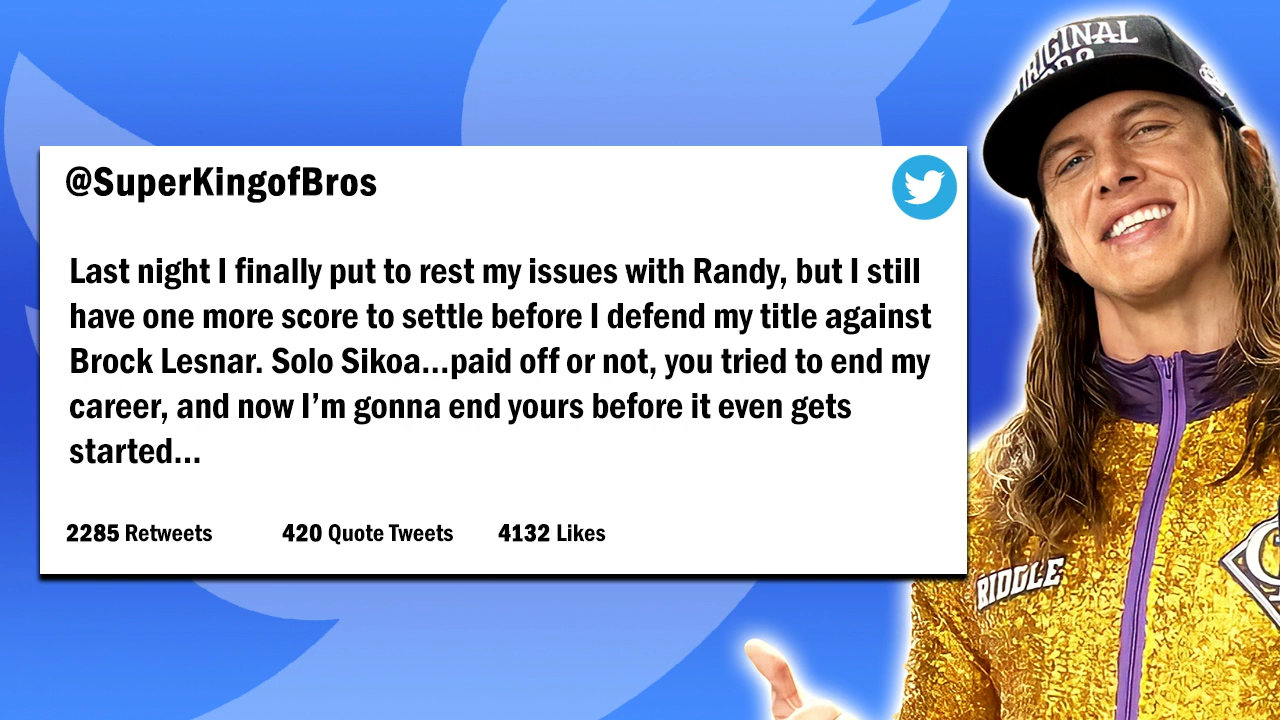 @SuperKingofBros
Last night I finally put to rest my issues with Randy, but I still
have one more score to settle before I defend my title against
Brock Lesnar. Solo Sikoa...paid off or not, you tried to end my
career, and now I’m gonna end yours before it even gets
started...
2285 Retweets 420 Quote Tweets 4132 Likes
ORIGINAL
BRO
RIDDLE